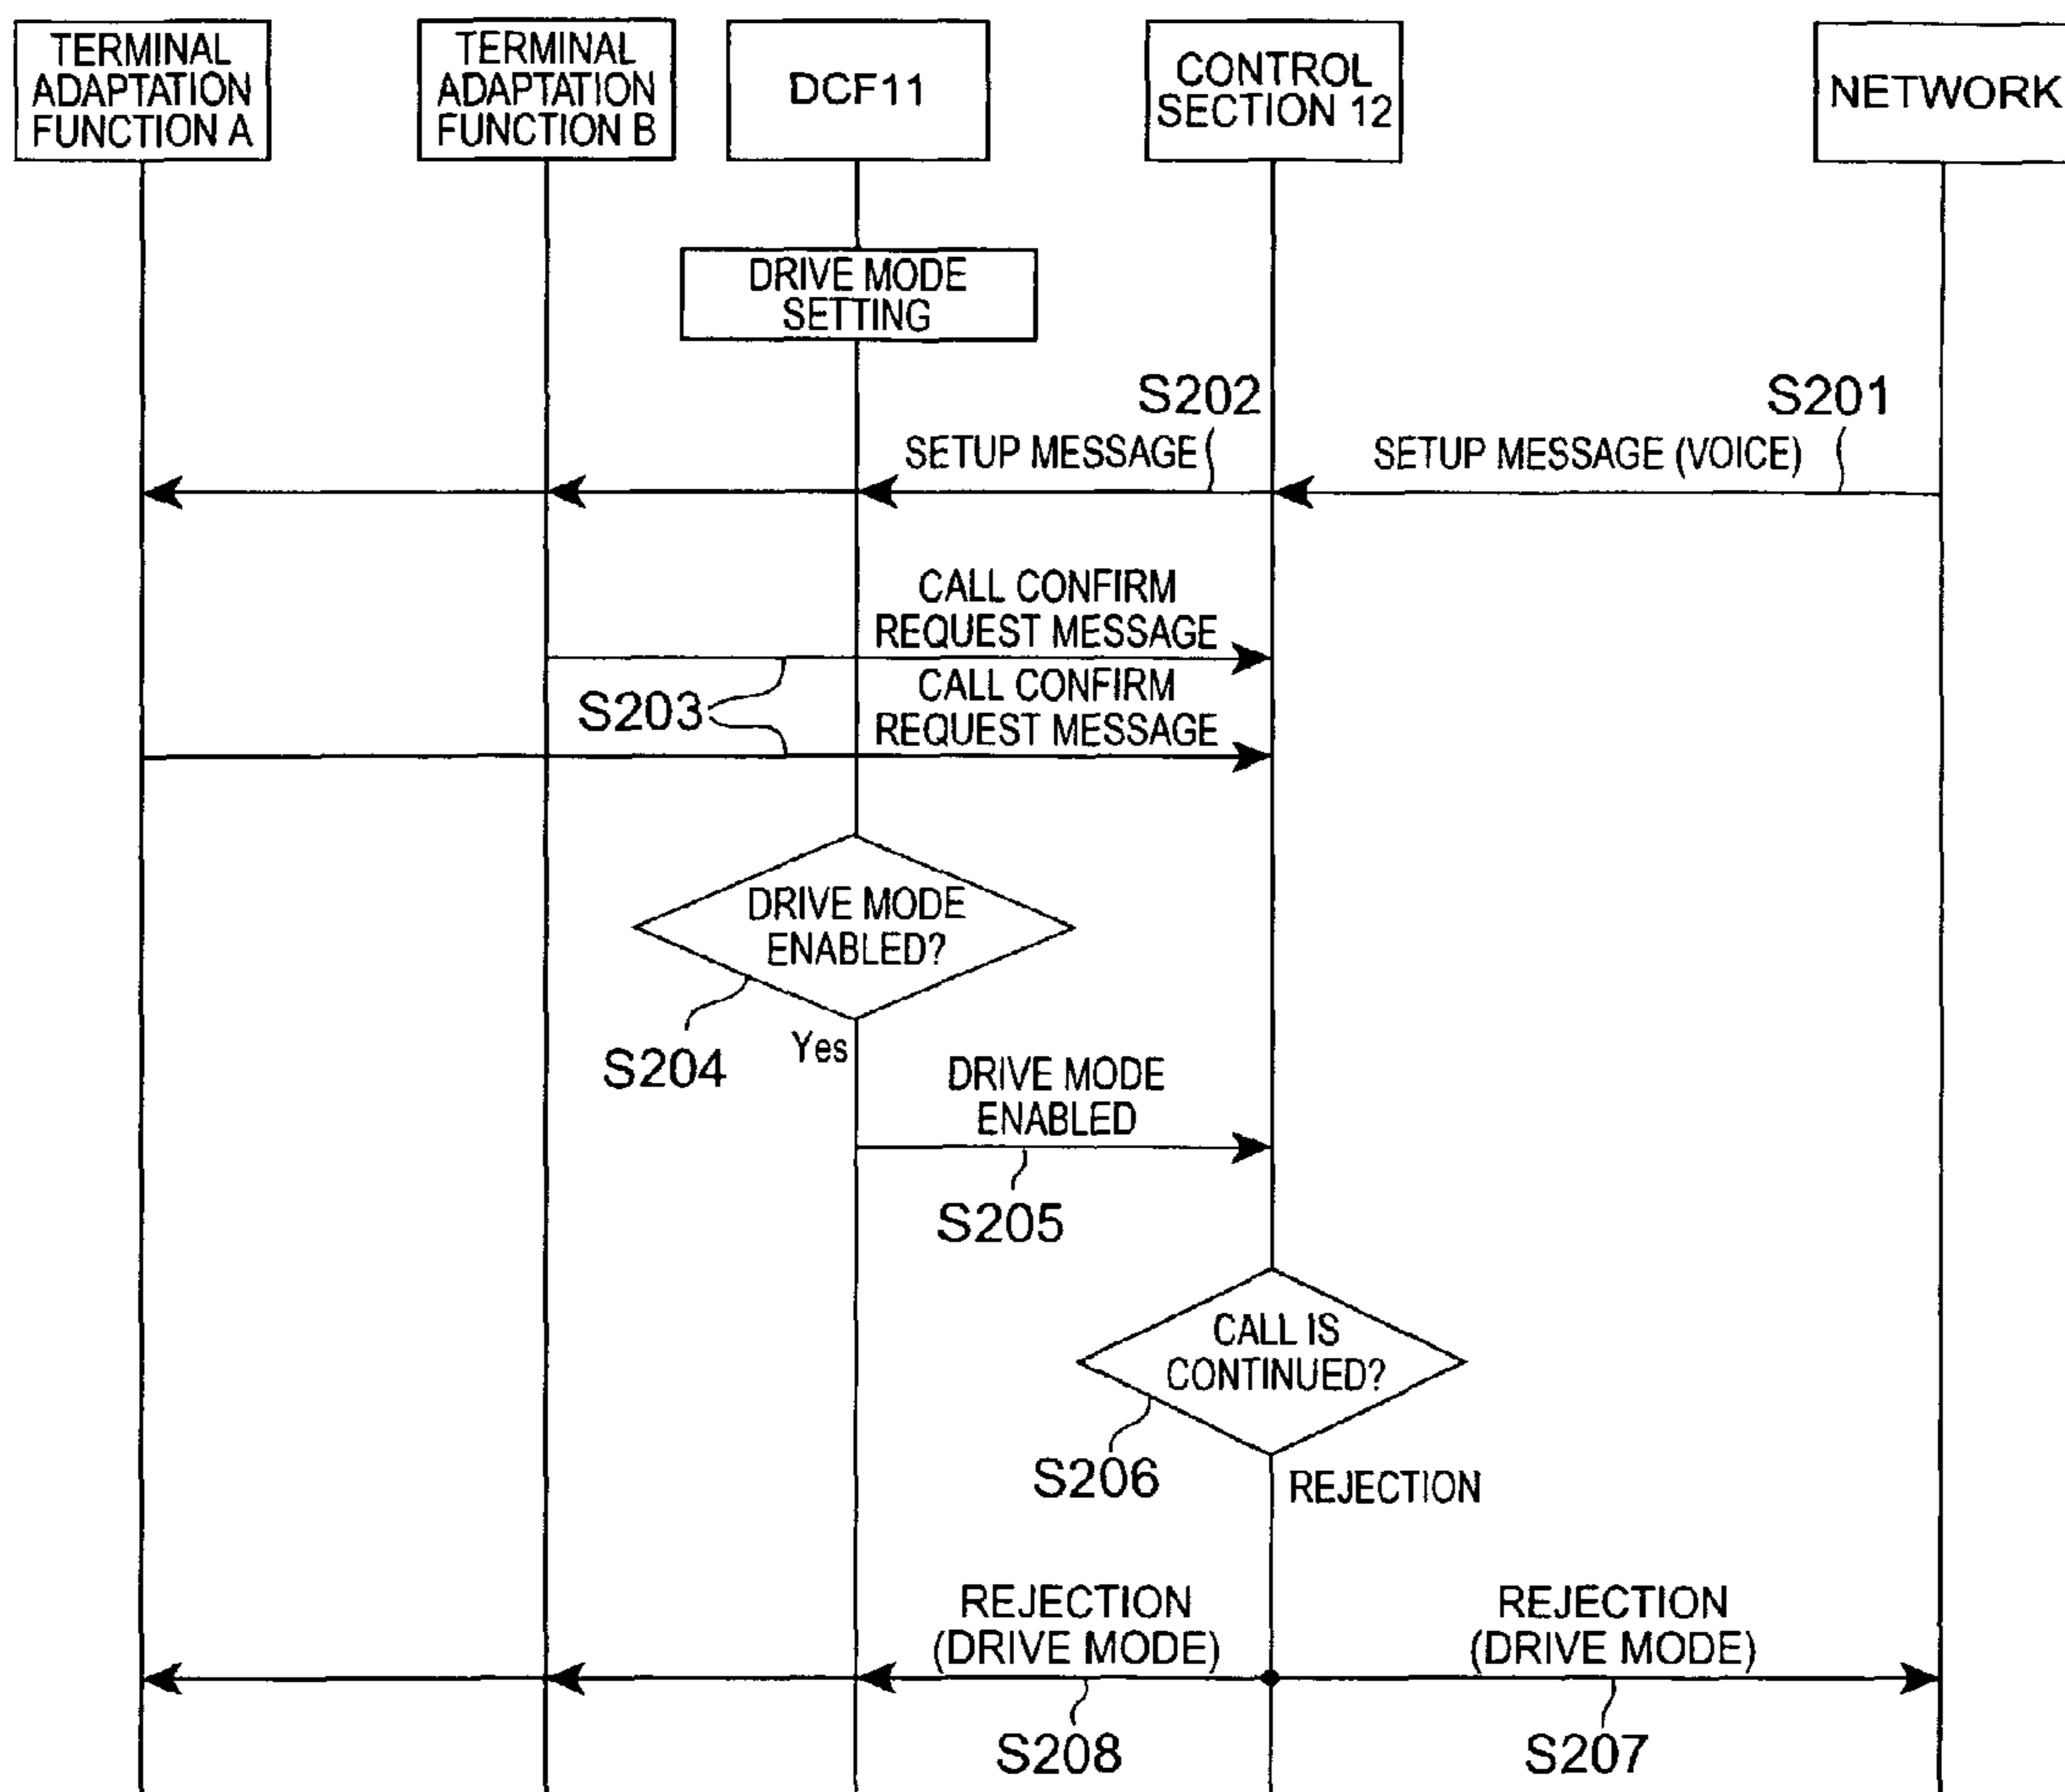 TERMINAL
ADAPTATION
FUNCTION A
TERMINAL
ADAPTATION
FUNCTION B
DCF11
CONTROL
SECTION 12
NETWORK
DRIVE MODE
SETTING
S202
S201
SETUP MESSAGE
SETUP MESSAGE (VOICE)
CALL CONFIRM
REQUEST MESSAGE
S203
CALL CONFIRM
REQUEST MESSAGE
DRIVE MODE
ENABLED?
S204
Yes
DRIVE MODE
ENABLED
S205
CALL IS
CONTINUED?
S206
REJECTION
REJECTION
(DRIVE MODE)
REJECTION
(DRIVE MODE)
S208
S207